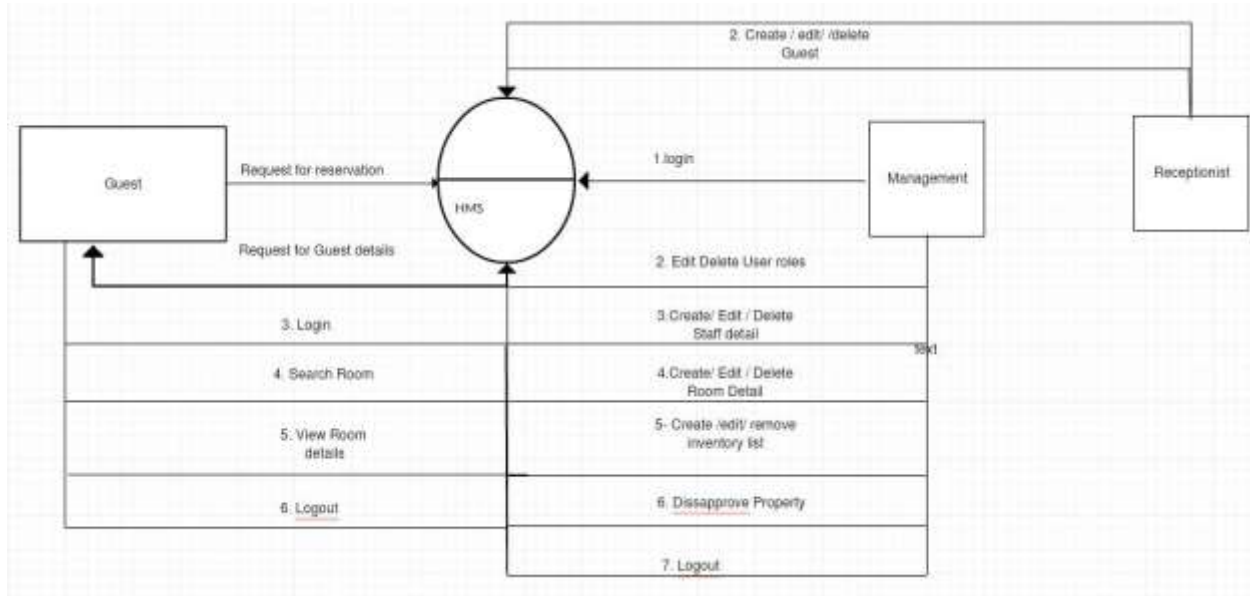 2. Create / edit/ /delete
Guest
Guest
Request for reservation
HMS
1.login
Management
Receptionist
Request for Guest details
2. Edit Delete User roles
3. Login
3.Create/ Edit / Delete
Staff detail
text
4. Search Room
4.Create/ Edit / Delete
Room Detail
5. View Room
details
5- Create /edit/ remove
inventory list
6. Logout
6. Dissapprove Property
7. Logout